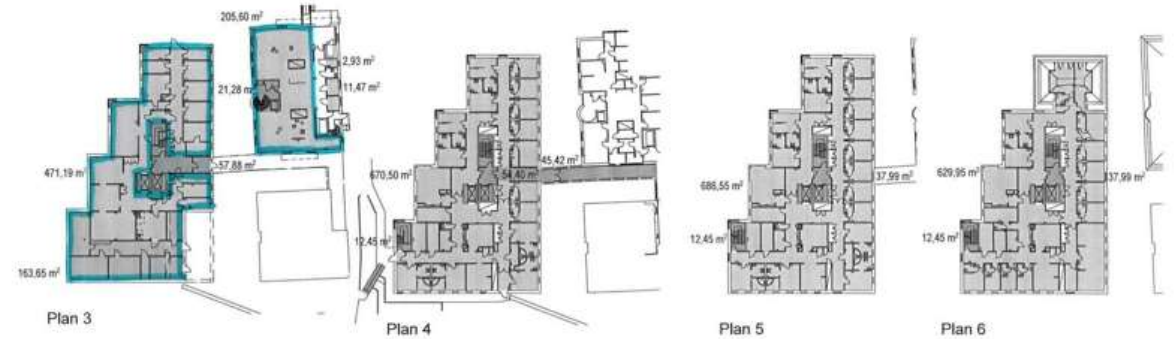 205,60 m²
2,93 m²
21,28 m²
11,47 m²
471,19 m²
57,88 m²
163,65 m²
Plan 3
45,42 m²
670,50 m²
54,40 m²
12,45 m²
Plan 4
37,99 m²
686,55 m²
12,45 m²
Plan 5
629,95 m²
137,99 m²
12,45 m²
Plan 6